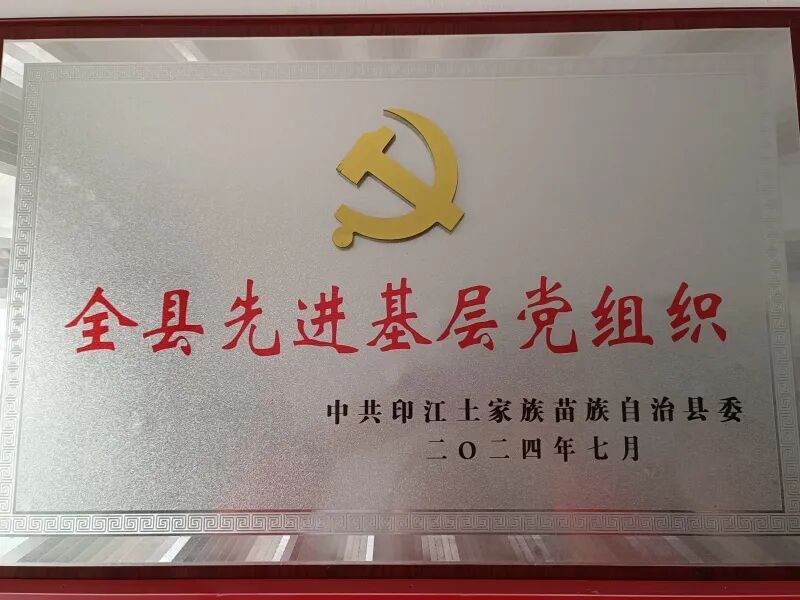 全县先进基层党组织
中共印江土家族苗族自治县委
二〇二四年七月